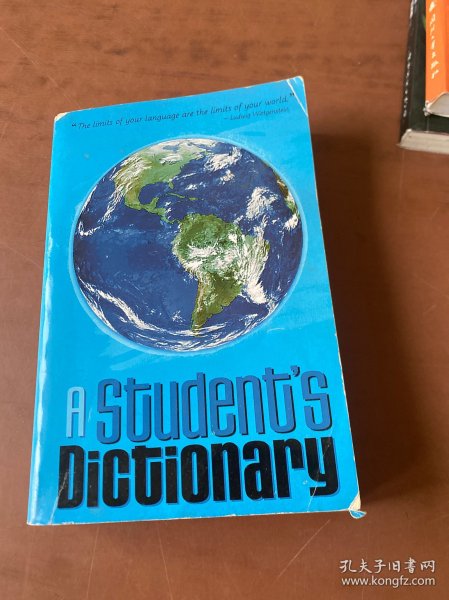 "The limits of your language are the limits of your world."
— Ludwig Wittgenstein
A Student's
Dictionary
孔夫子旧书网
www.kongfz.com